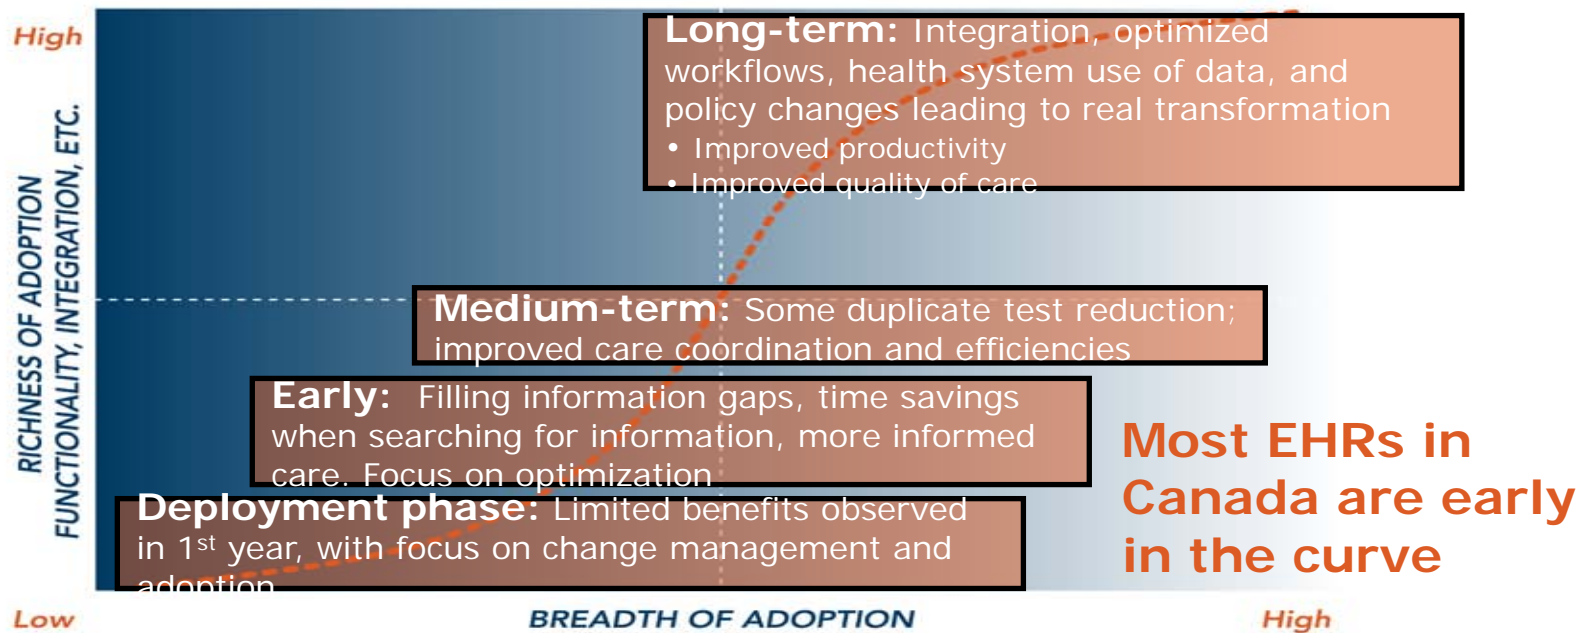 High
RICHNESS OF ADOPTION
FUNCTIONALITY, INTEGRATION, ETC.
Long-term: Integration, optimized
workflows, health system use of data, and
policy changes leading to real transformation
• Improved productivity
• Improved quality of care
Medium-term: Some duplicate test reduction;
improved care coordination and efficiencies
Early: Filling information gaps, time savings
when searching for information, more informed
care. Focus on optimization
Deployment phase: Limited benefits observed
in 1st year, with focus on change management and
adoption
Most EHRs in
Canada are early
in the curve
Low
BREADTH OF ADOPTION
High